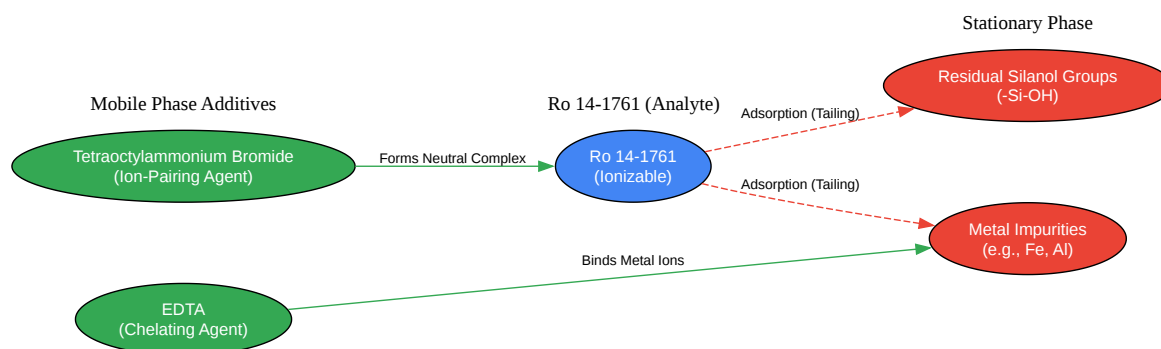 Stationary Phase
Residual Silanol Groups
(-Si-OH)
Mobile Phase Additives
Ro 14-1761 (Analyte)
Adsorption (Tailing)
Tetraoctylammonium Bromide
(Ion-Pairing Agent)
Forms Neutral Complex
Ro 14-1761
(Ionizable)
Adsorption (Tailing)
Metal Impurities
(e.g., Fe, Al)
Binds Metal Ions
EDTA
(Chelating Agent)